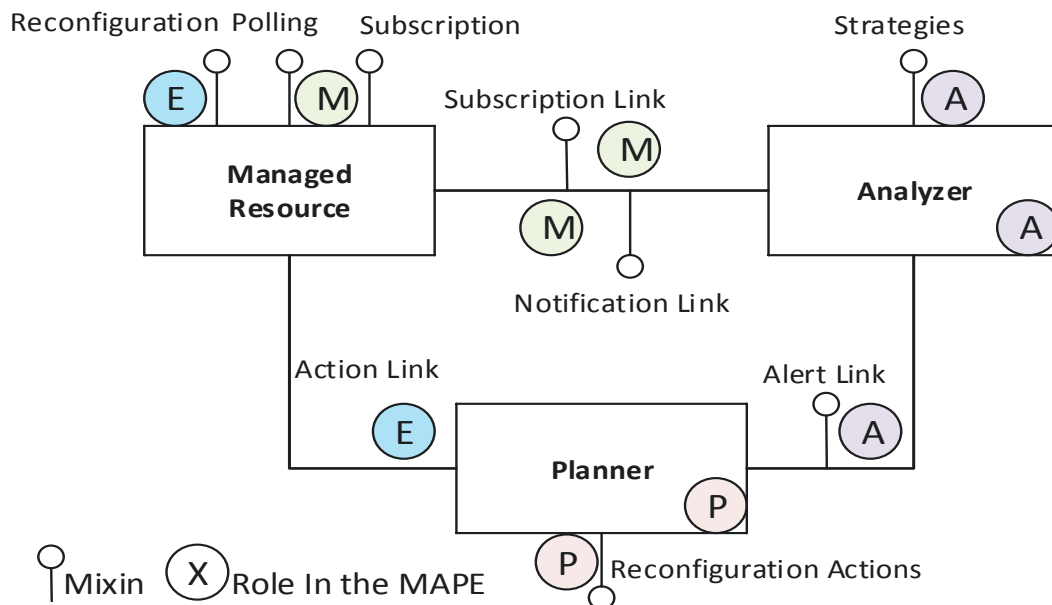 Reconfiguration Polling Subscription Strategies
E M A
Subscription Link
M
Managed
Resource
Analyzer
M
A
Notification Link
Action Link
Alert Link
E
A
Planner
P
P
Reconfiguration Actions
Mixin X Role In the MAPE